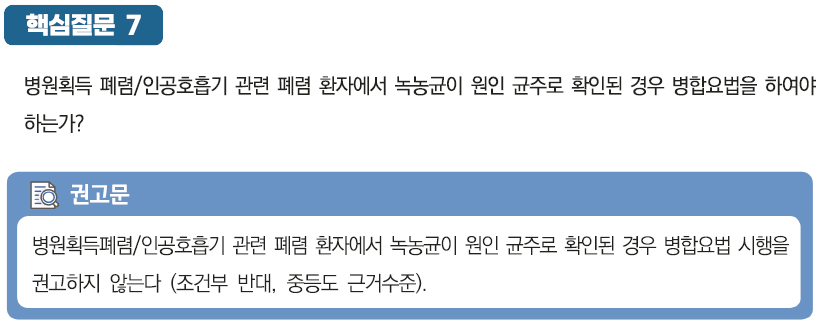 핵심질문 7
병원획득 폐렴/인공호흡기 관련 폐렴 환자에서 녹농균이 원인 균주로 확인된 경우 병합요법을 하여야
하는가?
권고문
병원획득폐렴/인공호흡기 관련 폐렴 환자에서 녹농균이 원인 균주로 확인된 경우 병합요법 시행을
권고하지 않는다 (조건부 반대, 중등도 근거수준).